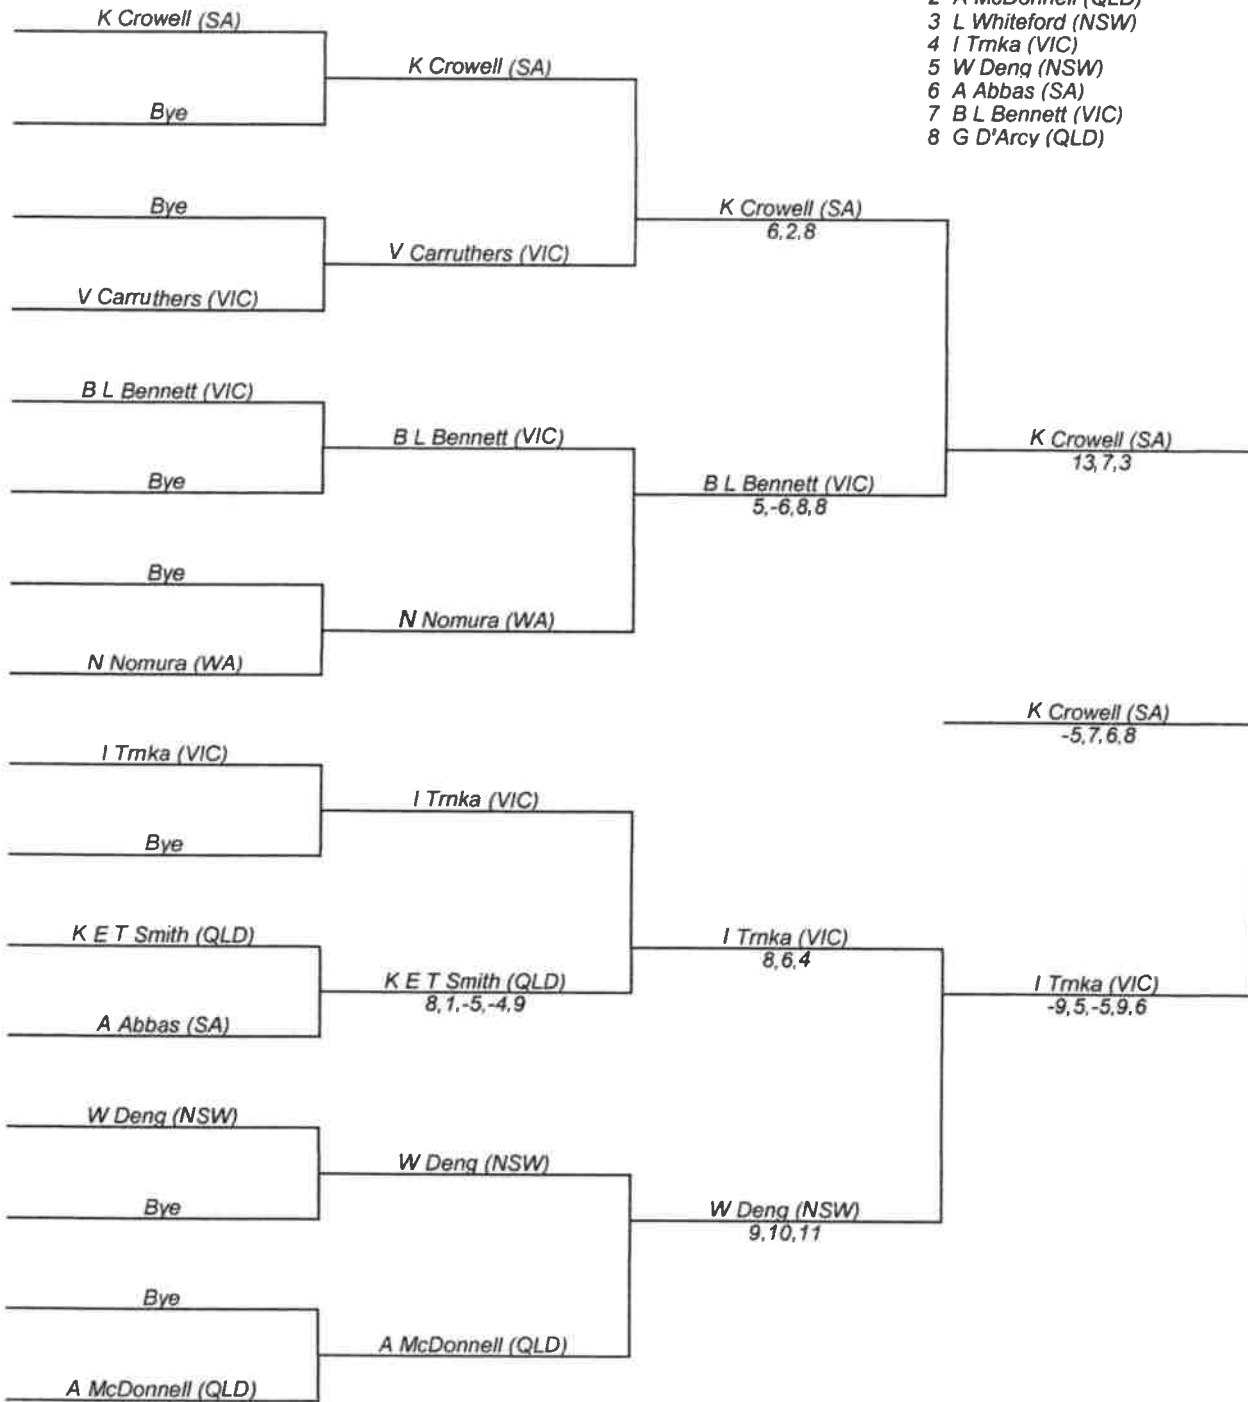 2 A McDonnell (QLD)
3 L Whiteford (NSW)
4 I Trnka (VIC)
5 W Deng (NSW)
6 A Abbas (SA)
7 B L Bennett (VIC)
8 G D'Arcy (QLD)
K Crowell (SA)
Bye
Bye
V Carruthers (VIC)
B L Bennett (VIC)
Bye
Bye
N Nomura (WA)
I Trnka (VIC)
Bye
K E T Smith (QLD)
A Abbas (SA)
W Deng (NSW)
Bye
Bye
A McDonnell (QLD)
K Crowell (SA)
V Carruthers (VIC)
B L Bennett (VIC)
N Nomura (WA)
I Trnka (VIC)
K E T Smith (QLD)
8,1,-5,-4,9
W Deng (NSW)
A McDonnell (QLD)
K Crowell (SA)
6,2,8
B L Bennett (VIC)
5,-6,8,8
I Trnka (VIC)
8,6,4
W Deng (NSW)
9,10,11
K Crowell (SA)
13,7,3
I Trnka (VIC)
-9,5,-5,9,6
K Crowell (SA)
-5,7,6,8